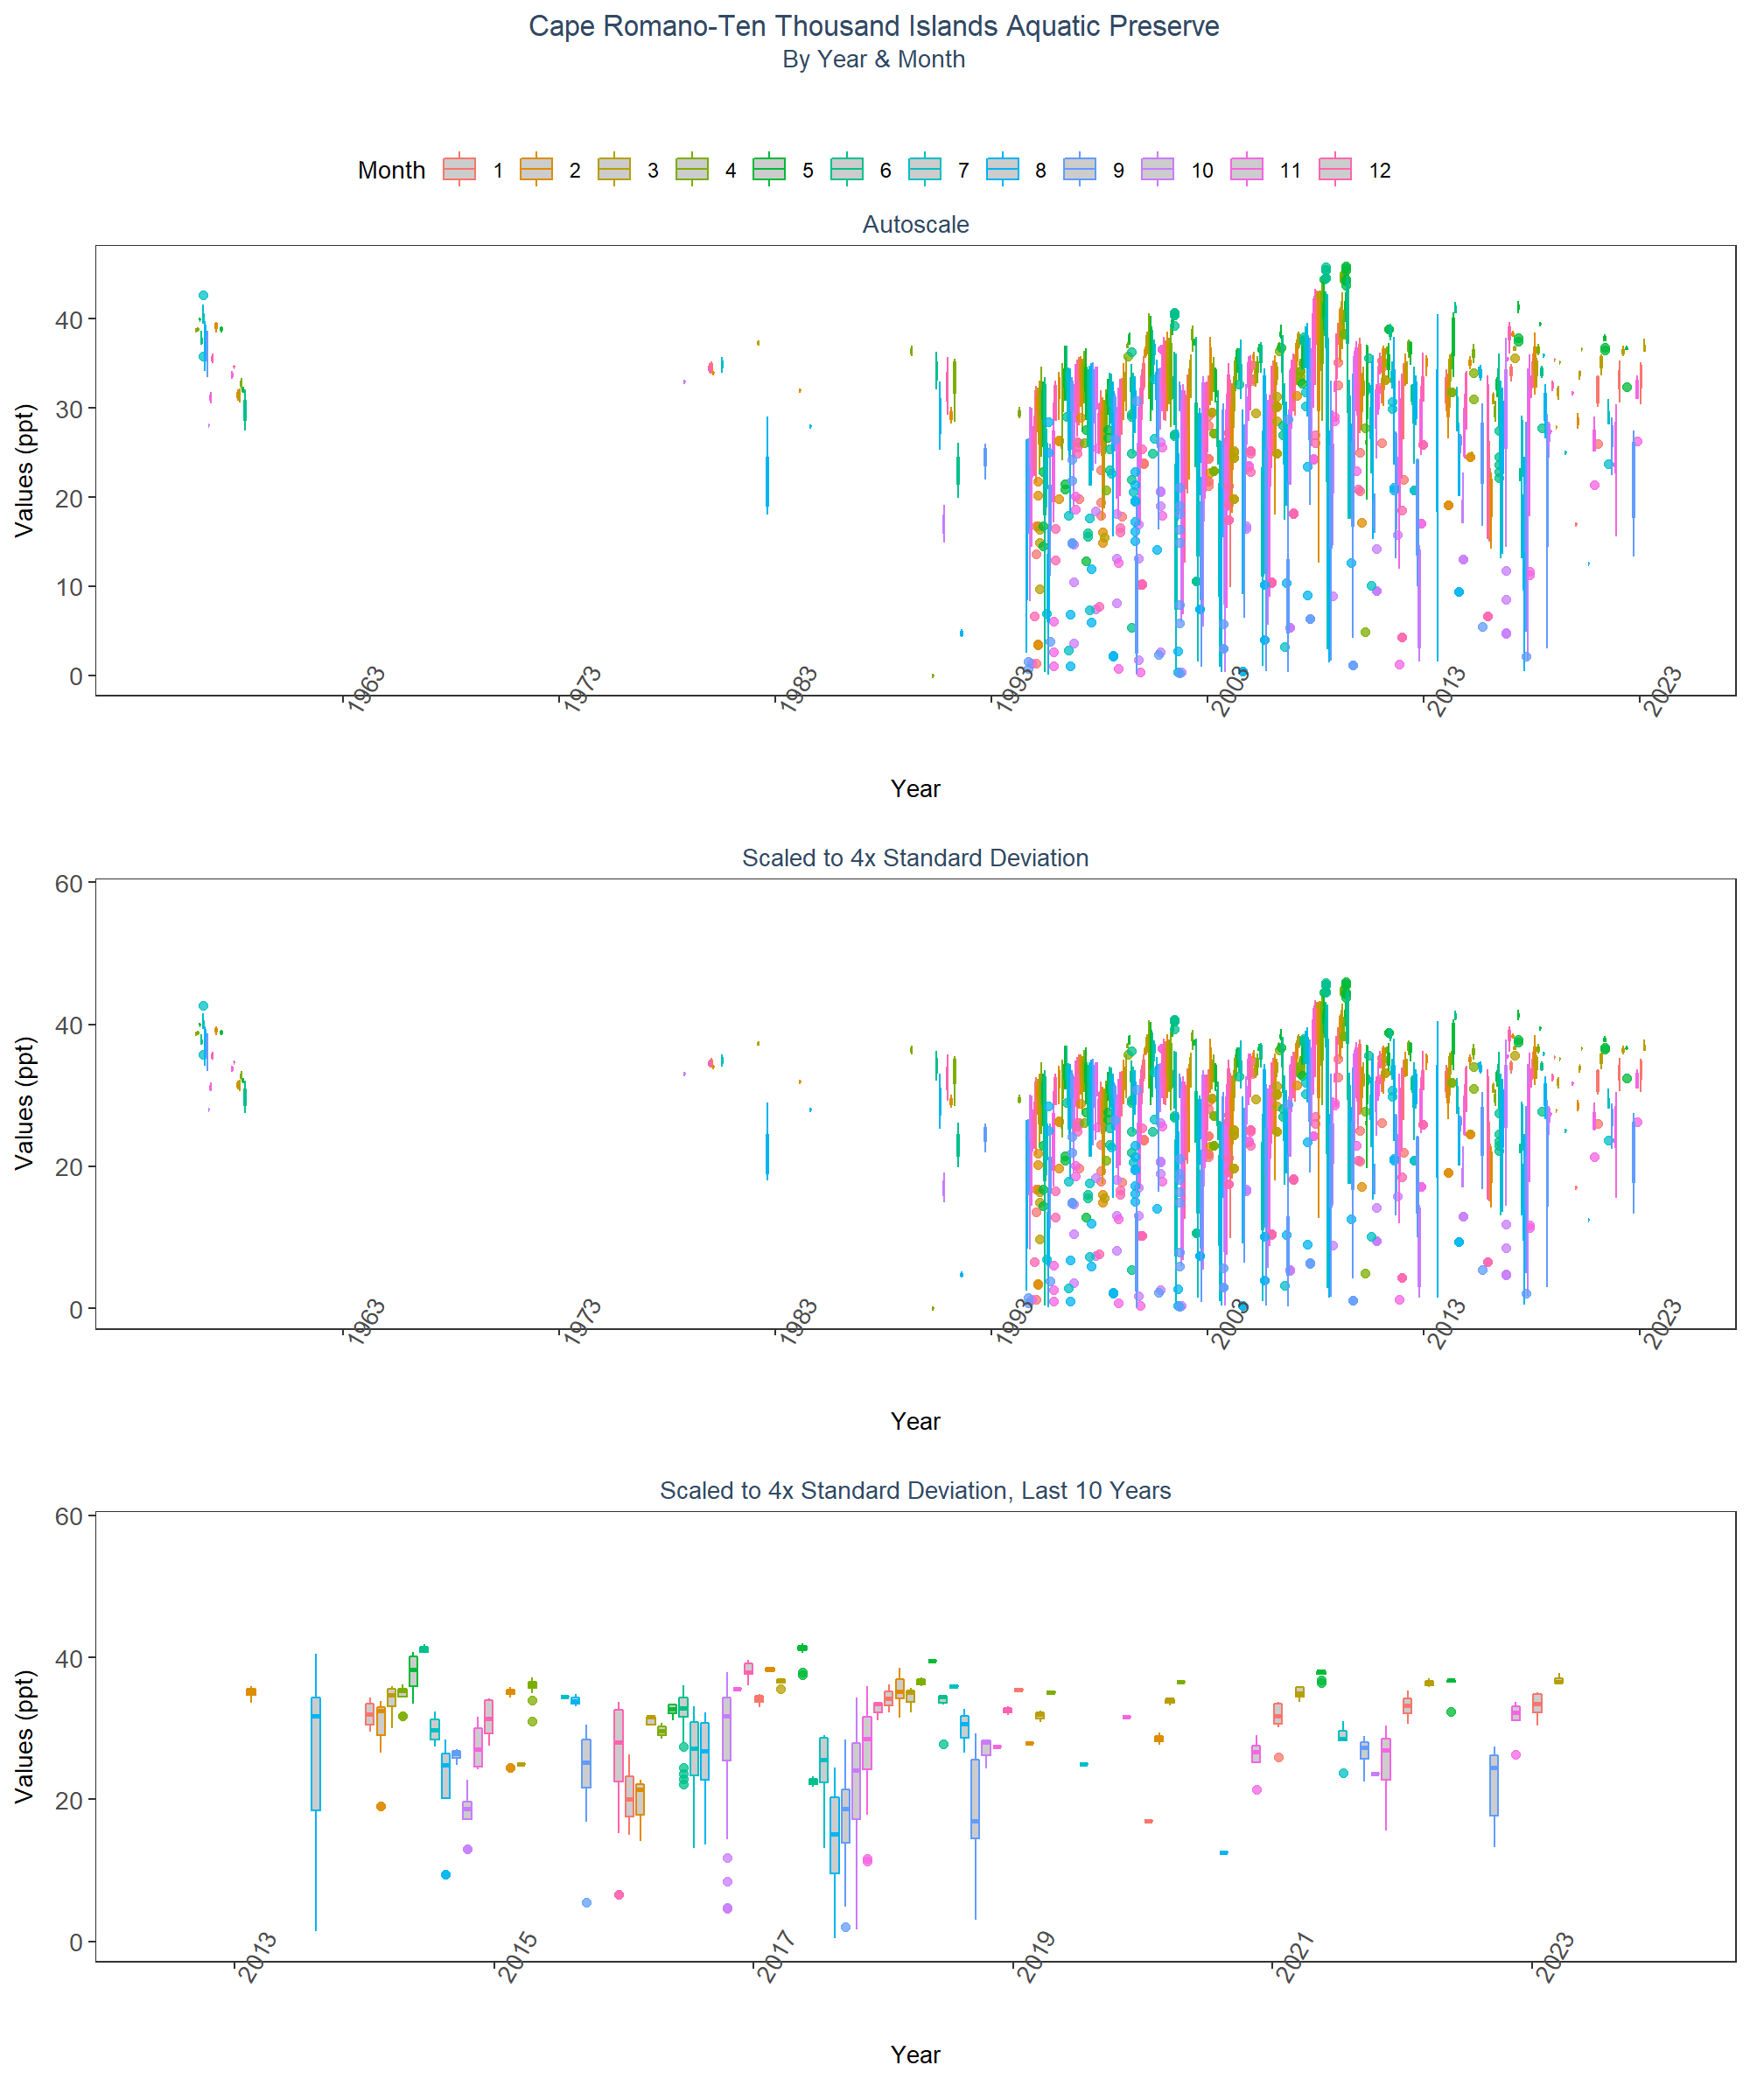 Cape Romano-Ten Thousand Islands Aquatic Preserve
By Year & Month
Month 1 2 3 4 5 6 7 8 9 10 11 12
Autoscale
Values (ppt)
40
30
20
10
0
1963 1973 1983 1993 2003 2013 2023
Year
Scaled to 4x Standard Deviation
Values (ppt)
60
40
20
0
1963 1973 1983 1993 2003 2013 2023
Year
Scaled to 4x Standard Deviation, Last 10 Years
Values (ppt)
60
40
20
0
2013 2015 2017 2019 2021 2023
Year